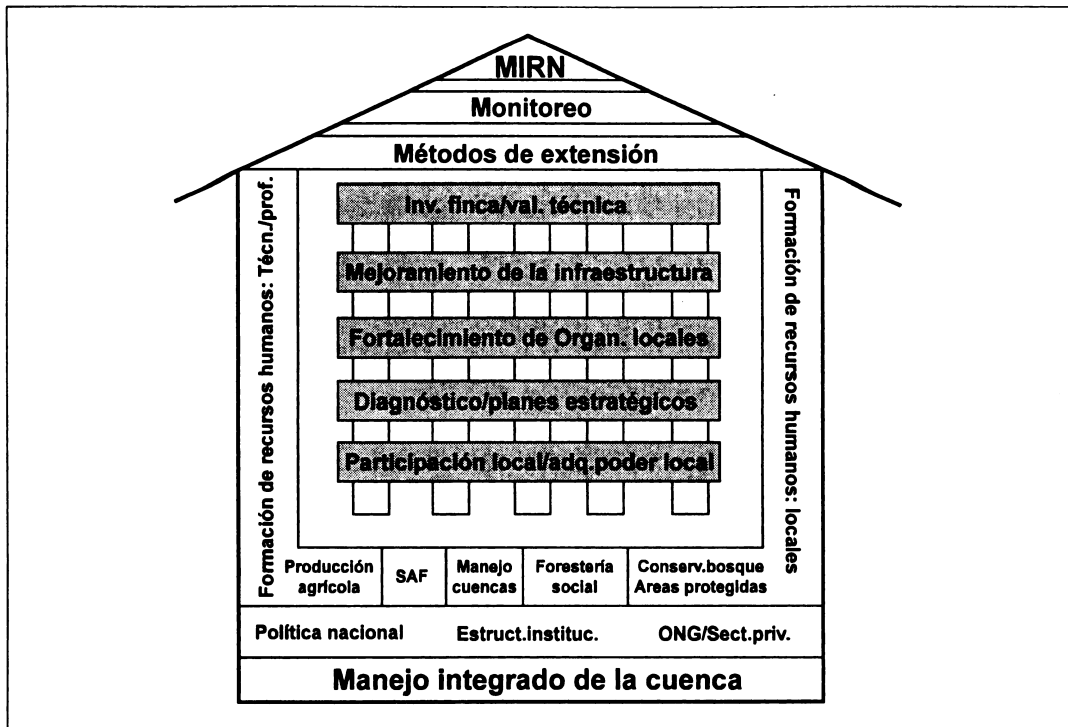 MIRN
Monitoreo
Métodos de extensión
Formación de recursos humanos: Técn./prof.
Inv. finca/val. técnica
Mejoramiento de la infraestructura
Fortalecimiento de Organ. locales
Diagnóstico/planes estratégicos
Participación local/adq.poder local
Formación de recursos humanos: locales
Producción
agrícola
SAF
Manejo
cuencas
Forestería
social
Conserv.bosque
Areas protegidas
Política nacional
Estruct.instituc.
ONG/Sect.priv.
Manejo integrado de la cuenca